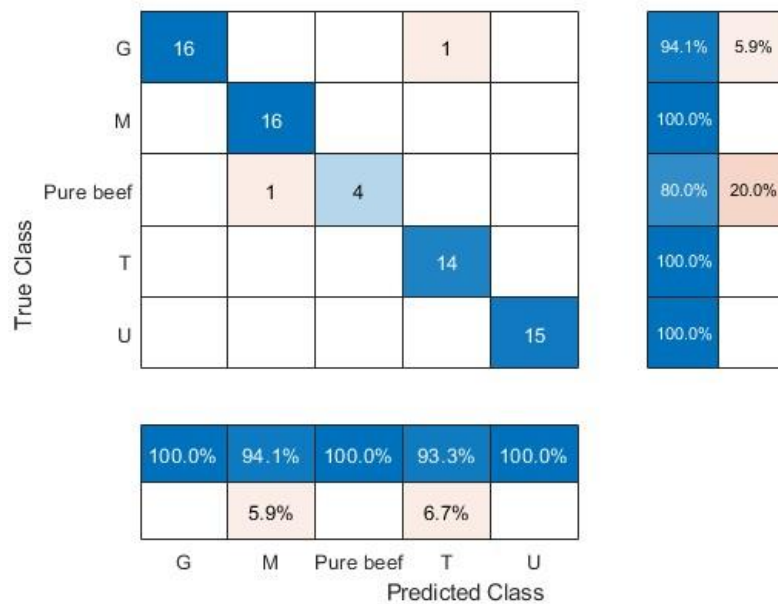 G 16 1 94.1% 5.9%
M 16 100.0%
Pure beef 1 4 80.0% 20.0%
T 14 100.0%
U 15 100.0%
True Class
100.0% 94.1% 100.0% 93.3% 100.0%
5.9% 6.7%
G M Pure beef T U
Predicted Class